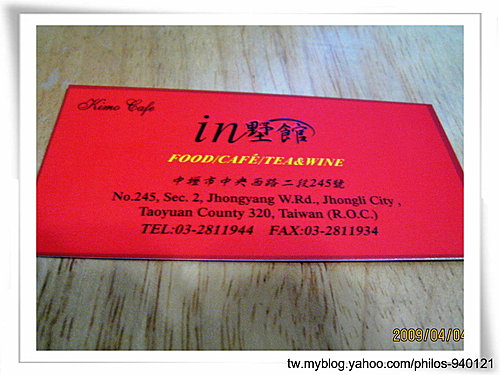 Kimo Cafe
in墅館
FOOD/CAFÉ/TEA&WINE
中壢市中央西路二段245號
No.245, Sec. 2, Jhongyang W.Rd., Jhongli City ,
Taoyuan County 320, Taiwan (R.O.C.)
TEL:03-2811944 FAX:03-2811934
2009/04/04
tw.myblog.yahoo.com/philos-940121